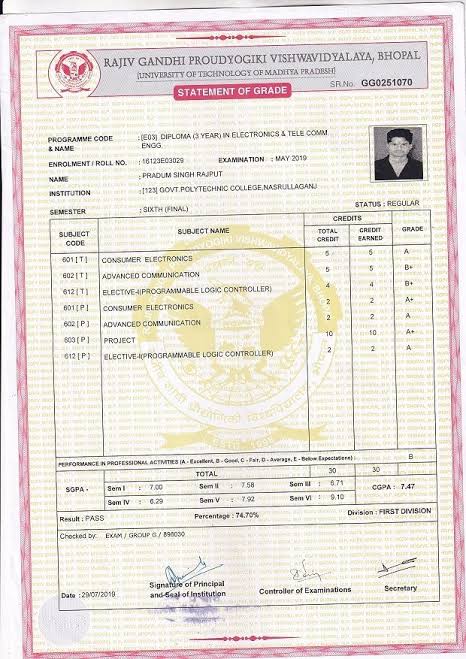 RAJIV GANDHI PROUDYOGIKI VISHWAVIDYALAYA, BHOPAL
[UNIVERSITY OF TECHNOLOGY OF MADHYA PRADESH]
STATEMENT OF GRADE
SR.No. GG0251070
PROGRAMME CODE & NAME : [E03] DIPLOMA (3 YEAR) IN ELECTRONICS & TELE COMM ENGG
ENROLMENT / ROLL NO. : 16123E03029 EXAMINATION : MAY 2019
NAME : PRADUM SINGH RAJPUT
INSTITUTION : [123] GOVT.POLYTECHNIC COLLEGE,NASRULLAGANJ
STATUS : REGULAR
SEMESTER : SIXTH (FINAL)
SUBJECT CODE SUBJECT NAME CREDITS TOTAL CREDIT CREDIT EARNED GRADE
601 [ T ] CONSUMER ELECTRONICS 5 5 A
602 [ T ] ADVANCED COMMUNICATION 5 5 B+
612 [ T ] ELECTIVE-I(PROGRAMMABLE LOGIC CONTROLLER) 4 4 B+
601 [ P ] CONSUMER ELECTRONICS 2 2 A+
602 [ P ] ADVANCED COMMUNICATION 2 2 A
603 [ P ] PROJECT 10 10 A+
612 [ P ] ELECTIVE-I(PROGRAMMABLE LOGIC CONTROLLER) 2 2 A
PERFORMANCE IN PROFESSIONAL ACTIVITIES (A - Excellent, B - Good, C - Fair, D - Average, E - Below Expectations) : B
TOTAL 30 30
SGPA - Sem I : 7.00 Sem II : 7.58 Sem III : 6.71 CGPA : 7.47
Sem IV : 6.29 Sem V : 7.92 Sem VI : 9.10
Result : PASS Percentage : 74.70% Division : FIRST DIVISION
Checked by: EXAM / GROUP G / 898030
Date : 29/07/2019
Signature of Principal and Seal of Institution
Controller of Examinations
Secretary